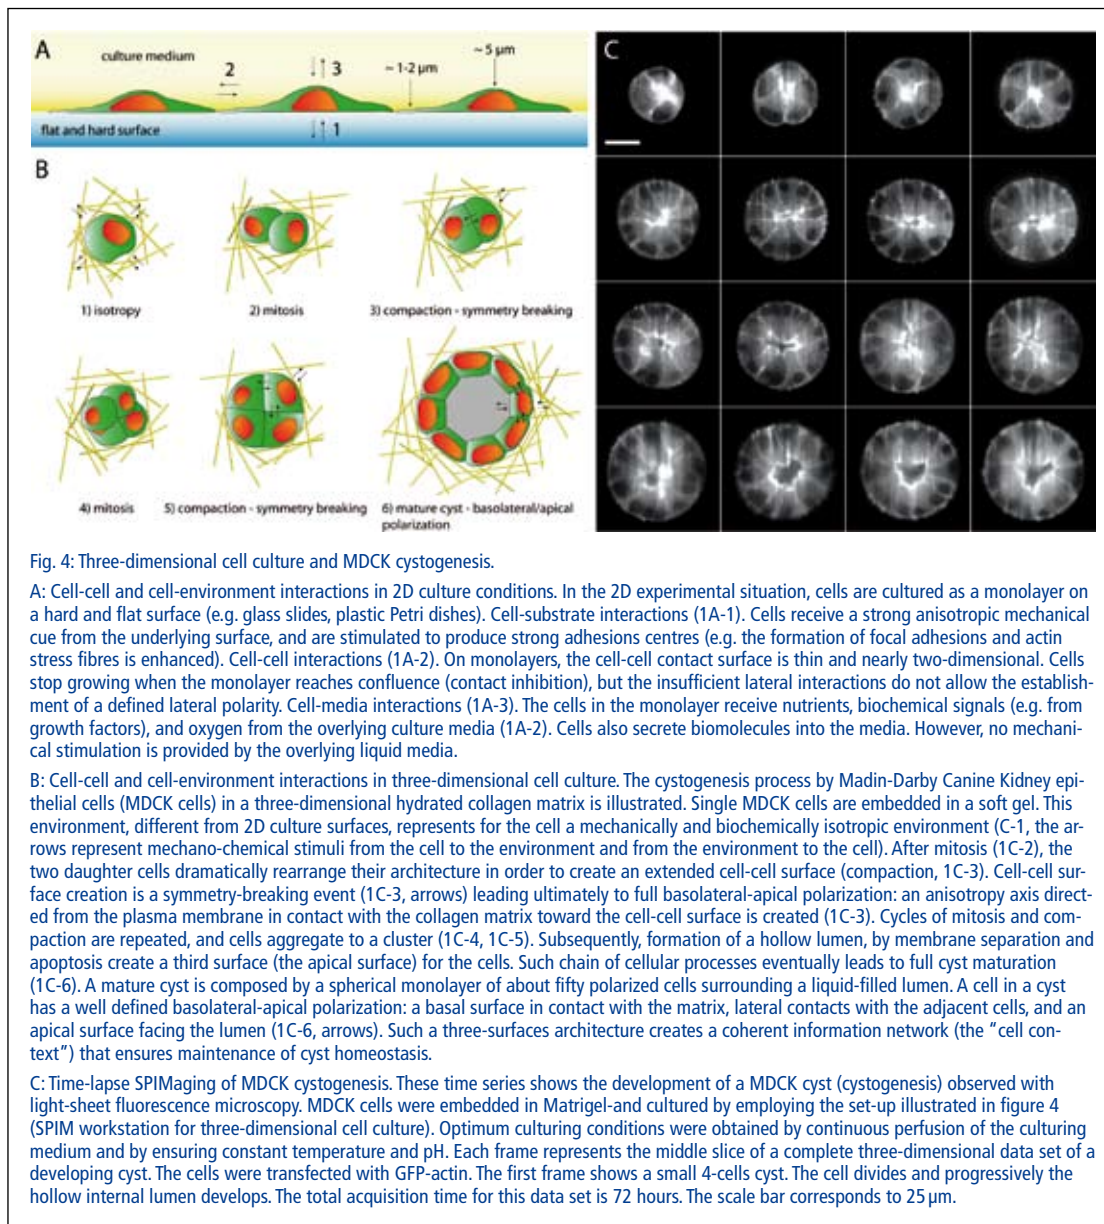 A
culture medium
2
3
~ 1-2 µm
~ 5 µm
flat and hard surface
1
B
1) isotropy
2) mitosis
3) compaction - symmetry breaking
4) mitosis
5) compaction - symmetry breaking
6) mature cyst - basolateral/apical
polarization
C
Fig. 4: Three-dimensional cell culture and MDCK cystogenesis.
A: Cell-cell and cell-environment interactions in 2D culture conditions. In the 2D experimental situation, cells are cultured as a monolayer on
a hard and flat surface (e.g. glass slides, plastic Petri dishes). Cell-substrate interactions (1A-1). Cells receive a strong anisotropic mechanical
cue from the underlying surface, and are stimulated to produce strong adhesions centres (e.g. the formation of focal adhesions and actin
stress fibres is enhanced). Cell-cell interactions (1A-2). On monolayers, the cell-cell contact surface is thin and nearly two-dimensional. Cells
stop growing when the monolayer reaches confluence (contact inhibition), but the insufficient lateral interactions do not allow the establish-
ment of a defined lateral polarity. Cell-media interactions (1A-3). The cells in the monolayer receive nutrients, biochemical signals (e.g. from
growth factors), and oxygen from the overlying culture media (1A-2). Cells also secrete biomolecules into the media. However, no mechani-
cal stimulation is provided by the overlying liquid media.
B: Cell-cell and cell-environment interactions in three-dimensional cell culture. The cystogenesis process by Madin-Darby Canine Kidney epi-
thelial cells (MDCK cells) in a three-dimensional hydrated collagen matrix is illustrated. Single MDCK cells are embedded in a soft gel. This
environment, different from 2D culture surfaces, represents for the cell a mechanically and biochemically isotropic environment (C-1, the ar-
rows represent mechano-chemical stimuli from the cell to the environment and from the environment to the cell). After mitosis (1C-2), the
two daughter cells dramatically rearrange their architecture in order to create an extended cell-cell surface (compaction, 1C-3). Cell-cell sur-
face creation is a symmetry-breaking event (1C-3, arrows) leading ultimately to full basolateral-apical polarization: an anisotropy axis direct-
ed from the plasma membrane in contact with the collagen matrix toward the cell-cell surface is created (1C-3). Cycles of mitosis and com-
paction are repeated, and cells aggregate to a cluster (1C-4, 1C-5). Subsequently, formation of a hollow lumen, by membrane separation and
apoptosis create a third surface (the apical surface) for the cells. Such chain of cellular processes eventually leads to full cyst maturation
(1C-6). A mature cyst is composed by a spherical monolayer of about fifty polarized cells surrounding a liquid-filled lumen. A cell in a cyst
has a well defined basolateral-apical polarization: a basal surface in contact with the matrix, lateral contacts with the adjacent cells, and an
apical surface facing the lumen (1C-6, arrows). Such a three-surfaces architecture creates a coherent information network (the "cell con-
text") that ensures maintenance of cyst homeostasis.
C: Time-lapse SPIMaging of MDCK cystogenesis. These time series shows the development of a MDCK cyst (cystogenesis) observed with
light-sheet fluorescence microscopy. MDCK cells were embedded in Matrigel-and cultured by employing the set-up illustrated in figure 4
(SPIM workstation for three-dimensional cell culture). Optimum culturing conditions were obtained by continuous perfusion of the culturing
medium and by ensuring constant temperature and pH. Each frame represents the middle slice of a complete three-dimensional data set of a
developing cyst. The cells were transfected with GFP-actin. The first frame shows a small 4-cells cyst. The cell divides and progressively the
hollow internal lumen develops. The total acquisition time for this data set is 72 hours. The scale bar corresponds to 25 µm.